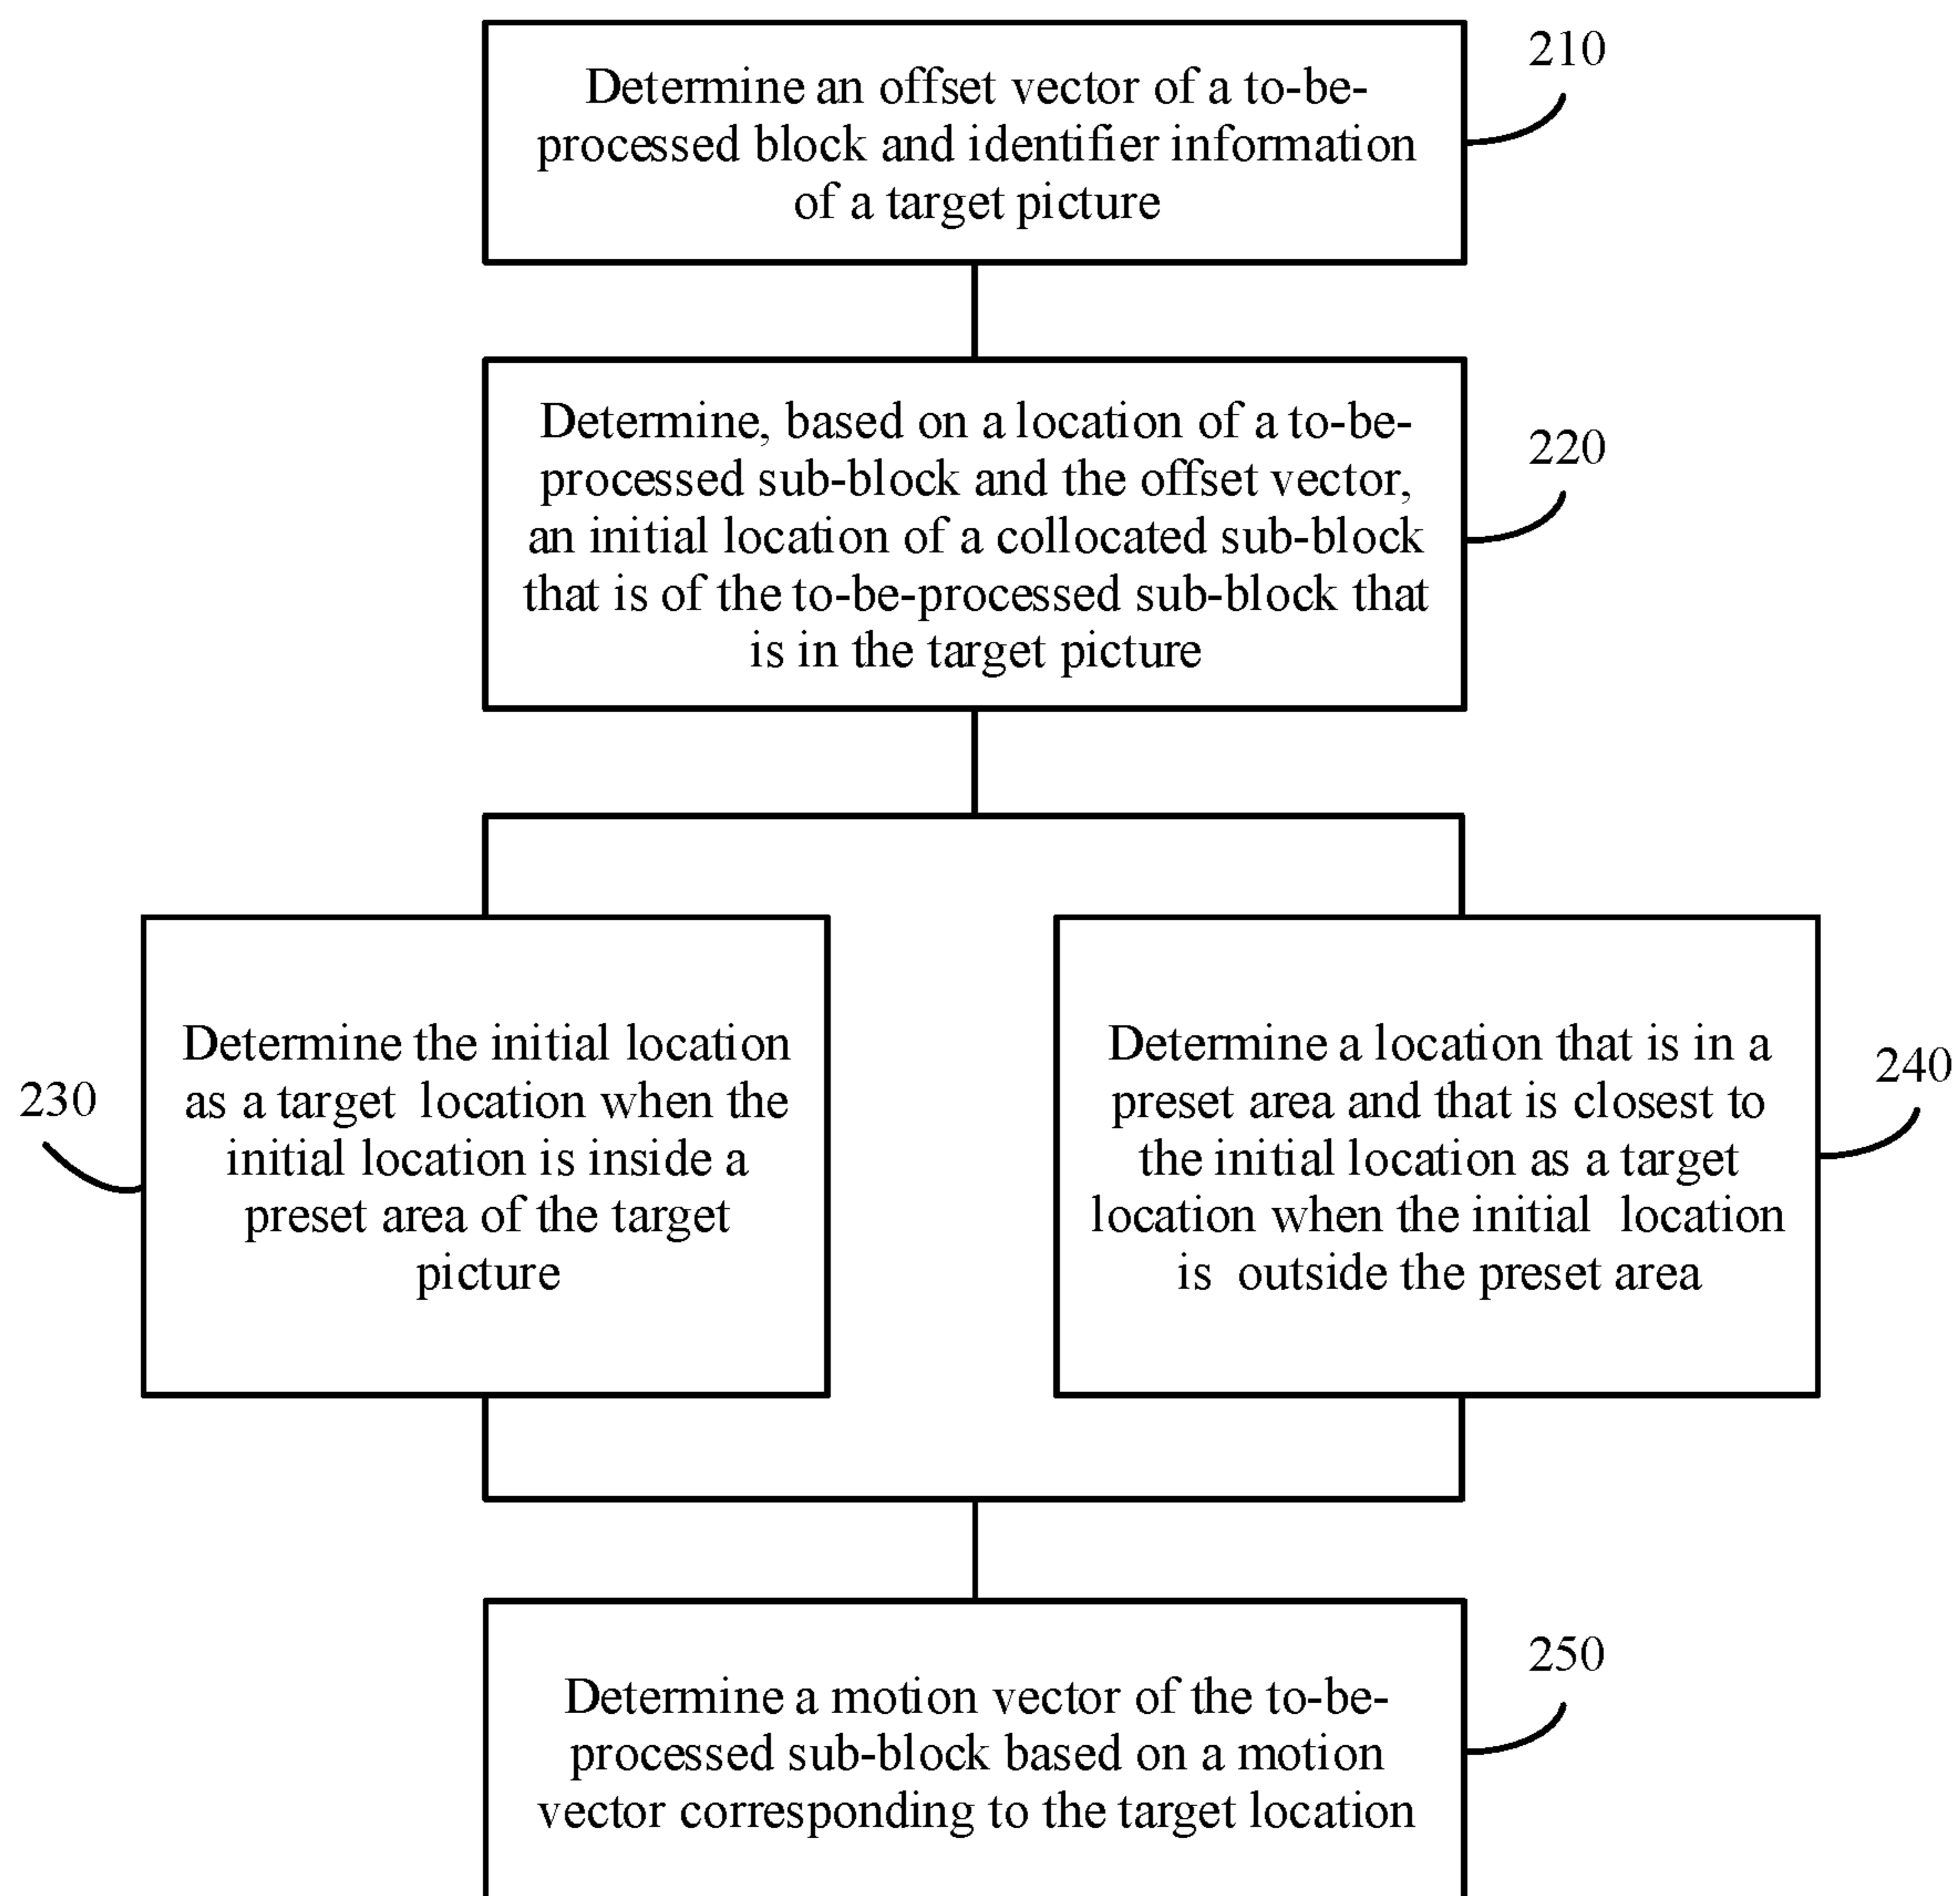 210
Determine an offset vector of a to-be-
processed block and identifier information
of a target picture
220
Determine, based on a location of a to-be-
processed sub-block and the offset vector,
an initial location of a collocated sub-block
that is of the to-be-processed sub-block that
is in the target picture
230
Determine the initial location
as a target location when the
initial location is inside a
preset area of the target
picture
240
Determine a location that is in a
preset area and that is closest to
the initial location as a target
location when the initial location
is outside the preset area
250
Determine a motion vector of the to-be-
processed sub-block based on a motion
vector corresponding to the target location